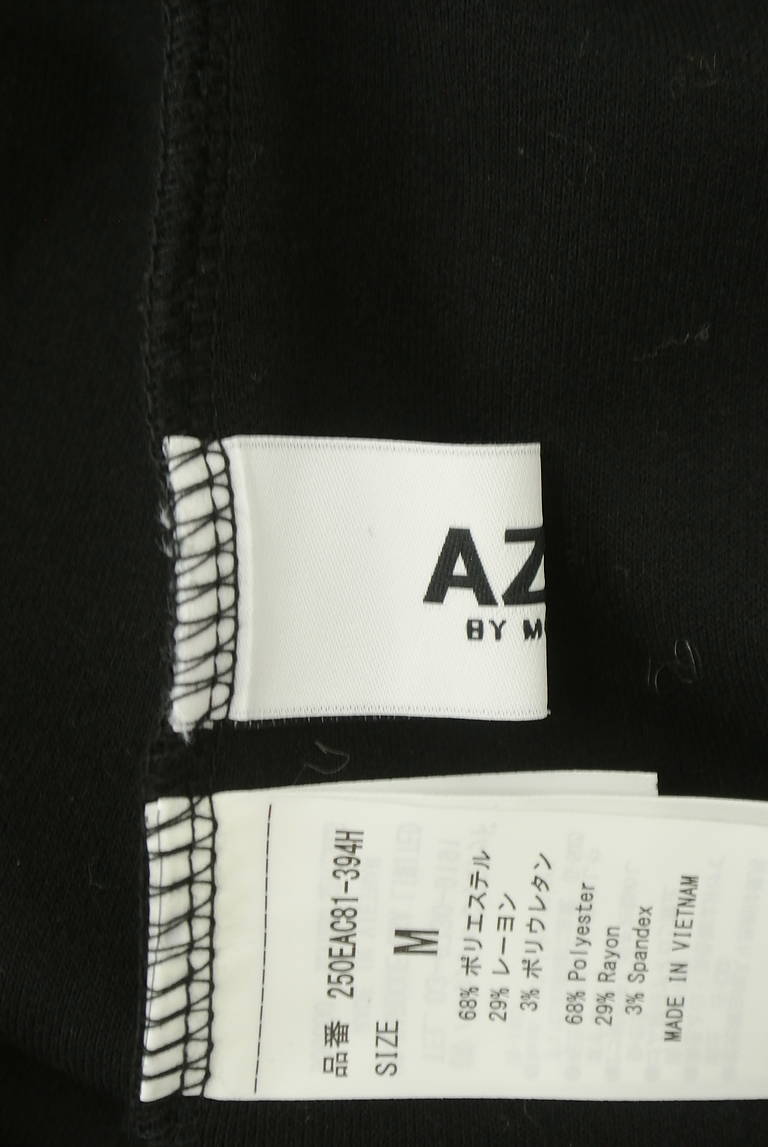 AZ
BY M
品番 250EAC81-394H
SIZE M
68% ポリエステル
29% レーヨン
3% ポリウレタン
68% Polyester
29% Rayon
3% Spandex
MADE IN VIETNAM